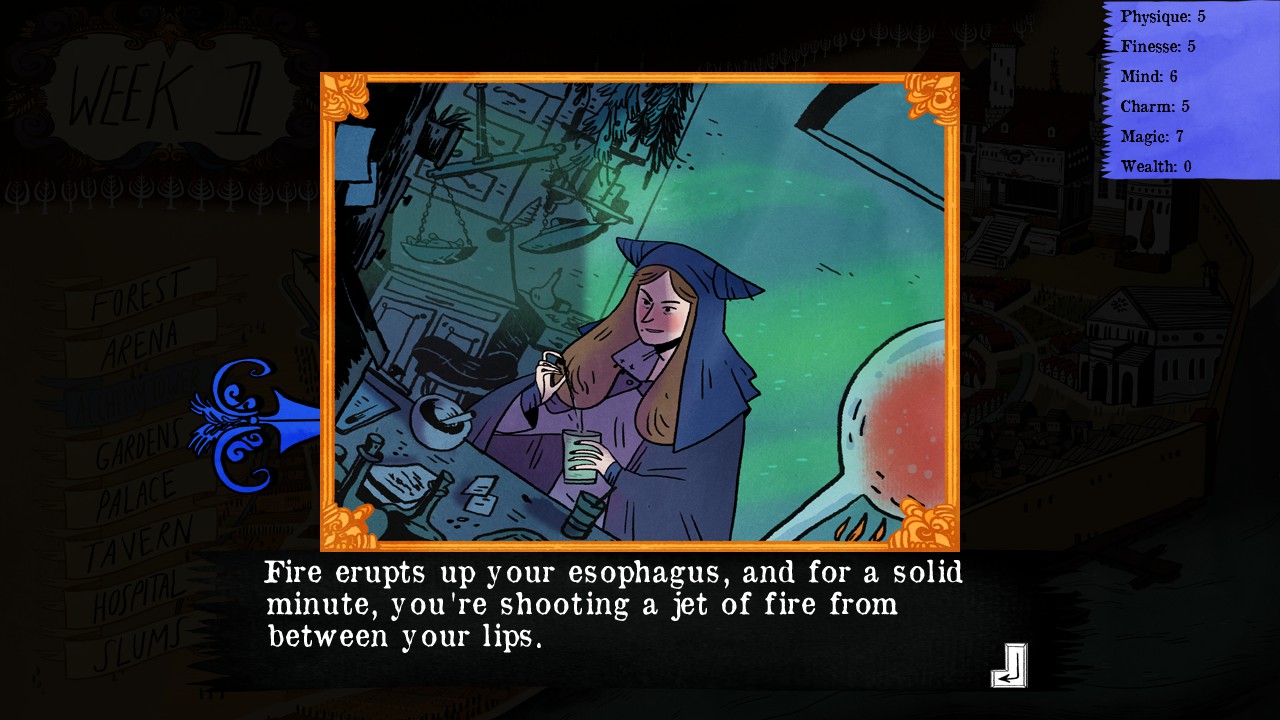 WEEK 1
Physique: 5
Finesse: 5
Mind: 6
Charm: 5
Magic: 7
Wealth: 0
FOREST
ARENA
GARDENS
PALACE
TAVERN
HOSPITAL
SLUMS
Fire erupts up your esophagus, and for a solid
minute, you're shooting a jet of fire from
between your lips.